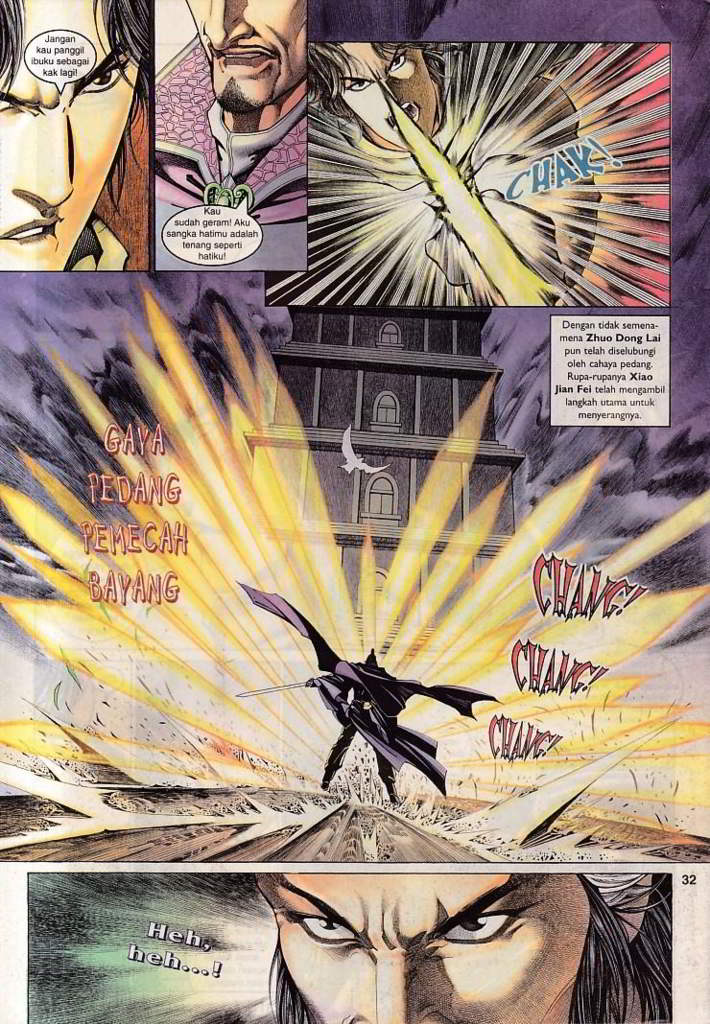 Jangan
kau panggil
ibuku sebagai
kak lagi!
Kau
sudah geram! Aku
sangka hatimu adalah
tenang seperti
hatiku!
CHAK!
Dengan tidak semena-
mena Zhuo Dong Lai
pun telah diselubungi
oleh cahaya pedang.
Rupa-rupanya Xiao
Jian Fei telah mengambil
langkah utama untuk
menyerangnya.
GAYA
PEDANG
PEMECAH
BAYANG
CHANG!
CHANG!
CHANG!
32
Heh,
heh...!